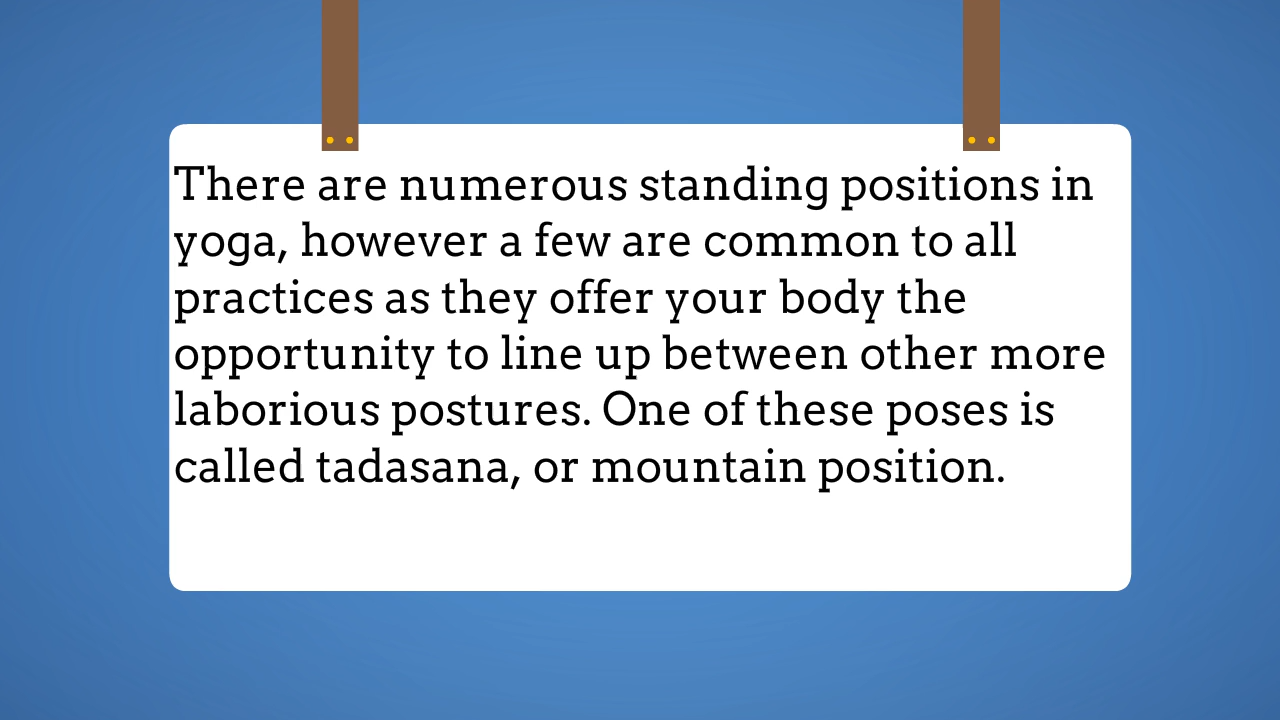 There are numerous standing positions in
yoga, however a few are common to all
practices as they offer your body the
opportunity to line up between other more
laborious postures. One of these poses is
called tadasana, or mountain position.